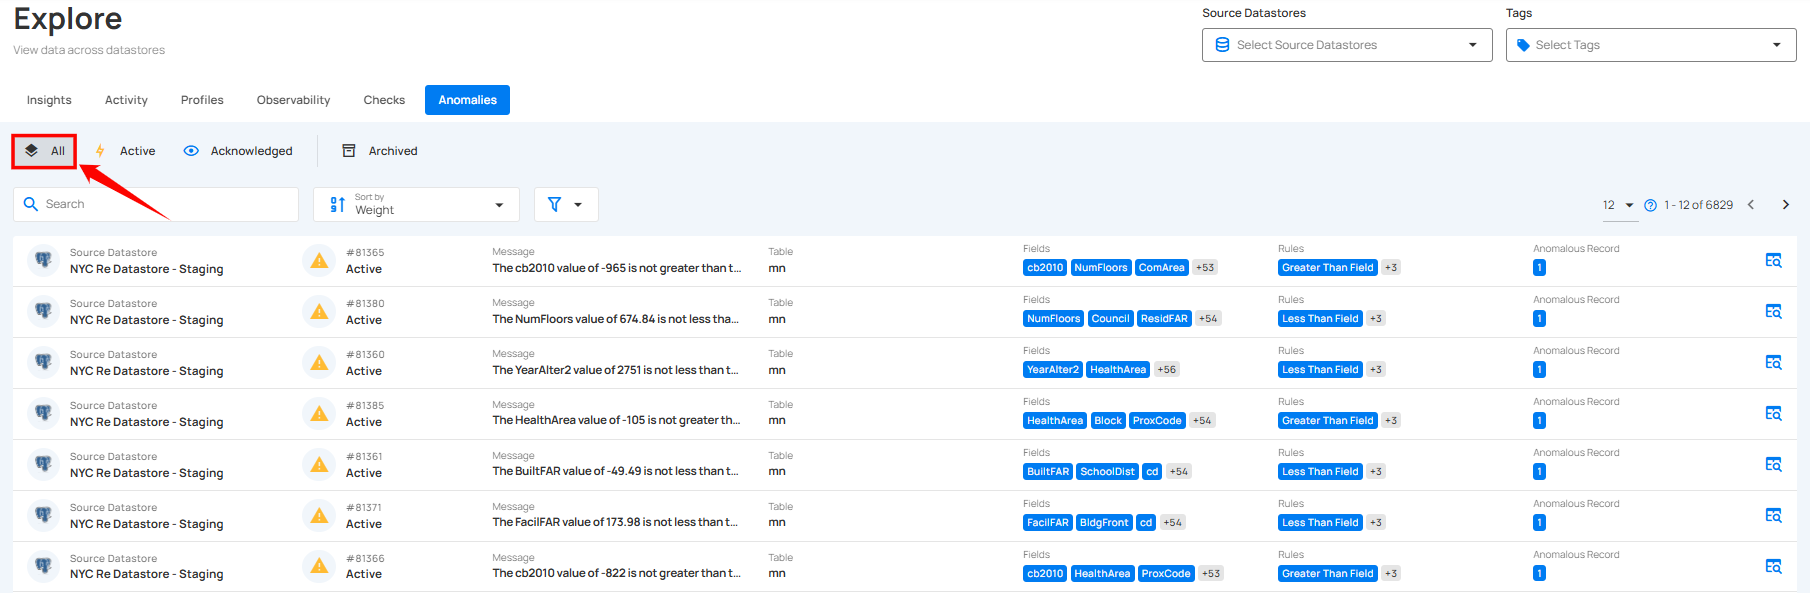 Explore
View data across datastores
Source Datastores
Select Source Datastores
Tags
Select Tags
Insights Activity Profiles Observability Checks Anomalies
All Active Acknowledged Archived
Search
Sort by
Weight
12 1 - 12 of 6829
Source Datastore #81365 Message Table Fields Rules Anomalous Record
NYC Re Datastore - Staging Active The cb2010 value of -965 is not greater than t... mn cb2010 NumFloors ComArea +53 Greater Than Field +3 1
Source Datastore #81380 Message Table Fields Rules Anomalous Record
NYC Re Datastore - Staging Active The NumFloors value of 674.84 is not less tha... mn NumFloors Council ResidFAR +54 Less Than Field +3 1
Source Datastore #81360 Message Table Fields Rules Anomalous Record
NYC Re Datastore - Staging Active The YearAlter2 value of 2751 is not less than t... mn YearAlter2 HealthArea +56 Less Than Field +3 1
Source Datastore #81385 Message Table Fields Rules Anomalous Record
NYC Re Datastore - Staging Active The HealthArea value of -105 is not greater th... mn HealthArea Block ProxCode +54 Greater Than Field +3 1
Source Datastore #81361 Message Table Fields Rules Anomalous Record
NYC Re Datastore - Staging Active The BuiltFAR value of -49.49 is not less than t... mn BuiltFAR SchoolDist cd +54 Less Than Field +3 1
Source Datastore #81371 Message Table Fields Rules Anomalous Record
NYC Re Datastore - Staging Active The FacilFAR value of 173.98 is not less than t... mn FacilFAR BldgFront cd +54 Less Than Field +3 1
Source Datastore #81366 Message Table Fields Rules Anomalous Record
NYC Re Datastore - Staging Active The cb2010 value of -822 is not greater than t... mn cb2010 HealthArea ProxCode +53 Greater Than Field +3 1